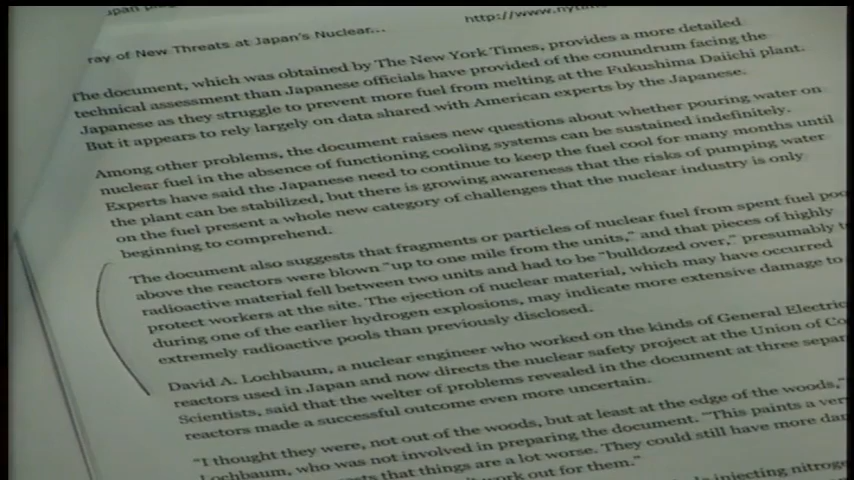 http://www.nytim
ray of New Threats at Japan's Nuclear...
The document, which was obtained by The New York Times, provides a more detailed
technical assessment than Japanese officials have provided of the conundrum facing the
Japanese as they struggle to prevent more fuel from melting at the Fukushima Daiichi plant.
But it appears to rely largely on data shared with American experts by the Japanese.
Among other problems, the document raises new questions about whether pouring water on
nuclear fuel in the absence of functioning cooling systems can be sustained indefinitely.
Experts have said the Japanese need to continue to keep the fuel cool for many months until
the plant can be stabilized, but there is growing awareness that the risks of pumping water
on the fuel present a whole new category of challenges that the nuclear industry is only
beginning to comprehend.
The document also suggests that fragments or particles of nuclear fuel from spent fuel poo
above the reactors were blown "up to one mile from the units," and that pieces of highly
radioactive material fell between two units and had to be "bulldozed over," presumably t
protect workers at the site. The ejection of nuclear material, which may have occurred
during one of the earlier hydrogen explosions, may indicate more extensive damage to
extremely radioactive pools than previously disclosed.
David A. Lochbaum, a nuclear engineer who worked on the kinds of General Electric
reactors used in Japan and now directs the nuclear safety project at the Union of Co
Scientists, said that the welter of problems revealed in the document at three separ
reactors made a successful outcome even more uncertain.
"I thought they were, not out of the woods, but at least at the edge of the woods,"
Lochbaum, who was not involved in preparing the document. "This paints a ver
that things are a lot worse. They could still have more dam
work out for them."
injecting nitroge